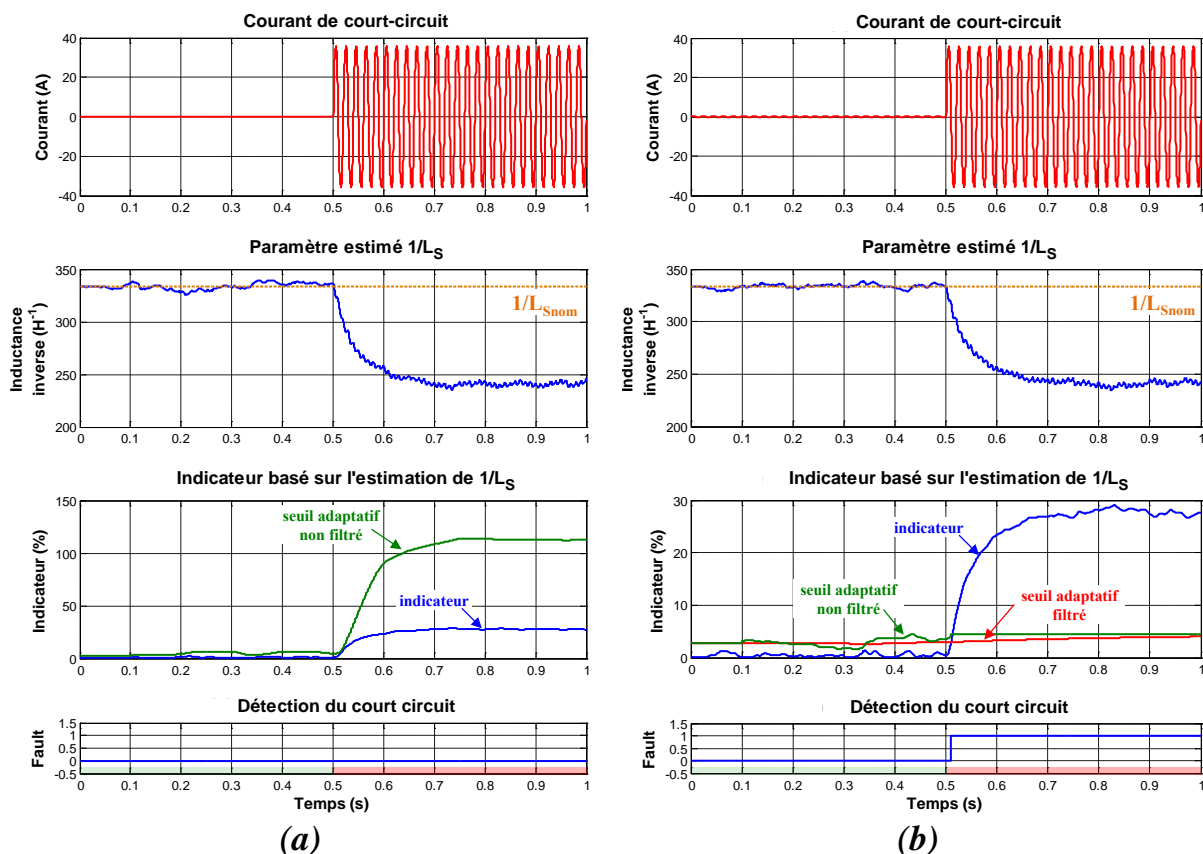 Courant de court-circuit
Courant (A)
40
20
0
-20
-40
0 0.1 0.2 0.3 0.4 0.5 0.6 0.7 0.8 0.9 1
Paramètre estimé 1/LS
Inductance
inverse (H-1)
350
300
250
200
1/LSnom
0 0.1 0.2 0.3 0.4 0.5 0.6 0.7 0.8 0.9 1
Indicateur basé sur l'estimation de 1/LS
Indicateur (%)
150
100
50
0
seuil adaptatif
non filtré
indicateur
0 0.1 0.2 0.3 0.4 0.5 0.6 0.7 0.8 0.9 1
Détection du court circuit
Fault
1.5
1
0.5
0
-0.5
0 0.1 0.2 0.3 0.4 0.5 0.6 0.7 0.8 0.9 1
Temps (s)
(a)
Courant de court-circuit
Courant (A)
40
20
0
-20
-40
0 0.1 0.2 0.3 0.4 0.5 0.6 0.7 0.8 0.9 1
Paramètre estimé 1/LS
Inductance
inverse (H-1)
350
300
250
200
1/LSnom
0 0.1 0.2 0.3 0.4 0.5 0.6 0.7 0.8 0.9 1
Indicateur basé sur l'estimation de 1/LS
Indicateur (%)
30
20
10
0
indicateur
seuil adaptatif
non filtré
seuil adaptatif
filtré
0 0.1 0.2 0.3 0.4 0.5 0.6 0.7 0.8 0.9 1
Détection du court circuit
Fault
1.5
1
0.5
0
-0.5
0 0.1 0.2 0.3 0.4 0.5 0.6 0.7 0.8 0.9 1
Temps (s)
(b)